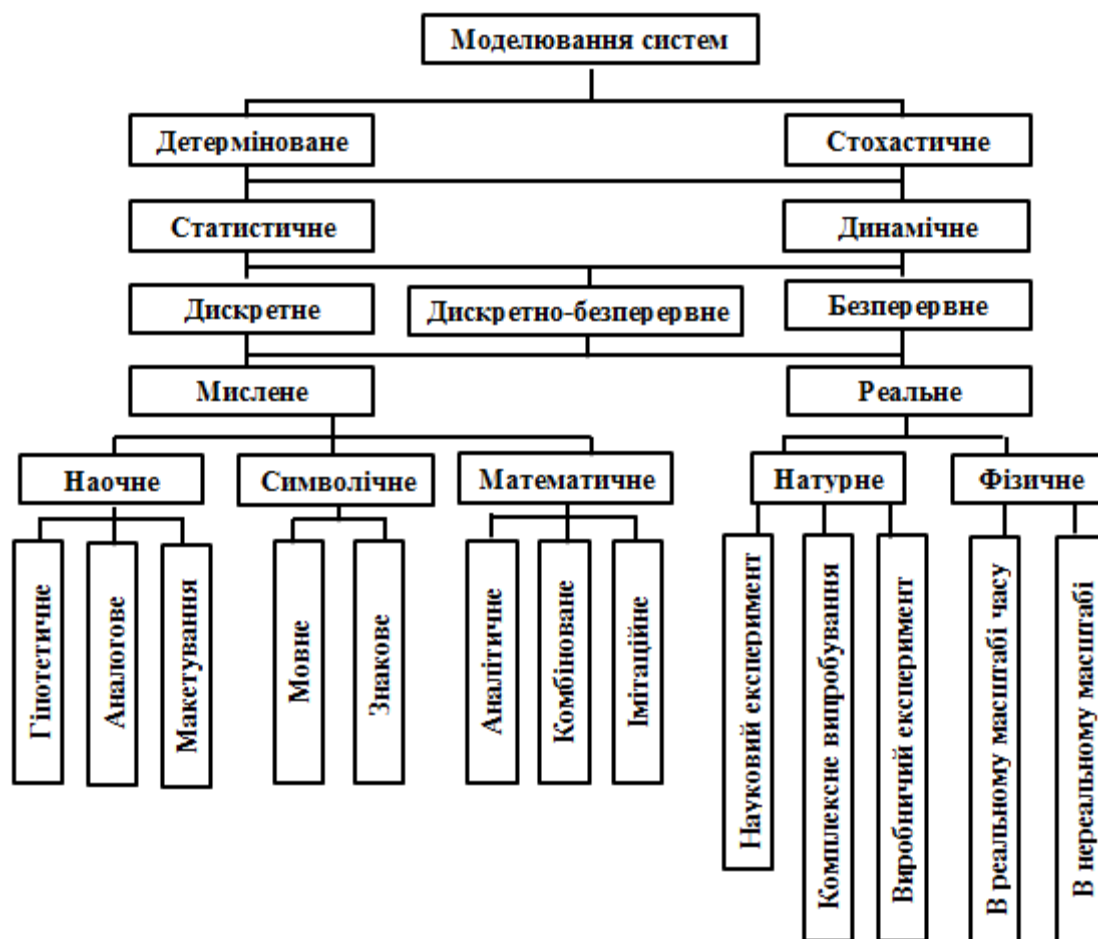 Моделювання систем
Детерміноване
Стохастичне
Статистичне
Динамічне
Дискретне
Дискретно-безперервне
Безперервне
Мислене
Реальне
Наочне
Символічне
Математичне
Натурне
Фізичне
Гіпотетичне
Аналогове
Макетування
Мовне
Знакове
Аналітичне
Комбіноване
Імітаційне
Науковий експеримент
Комплексне випробування
Виробничий експеримент
В реальному масштабі часу
В нереальному масштабі